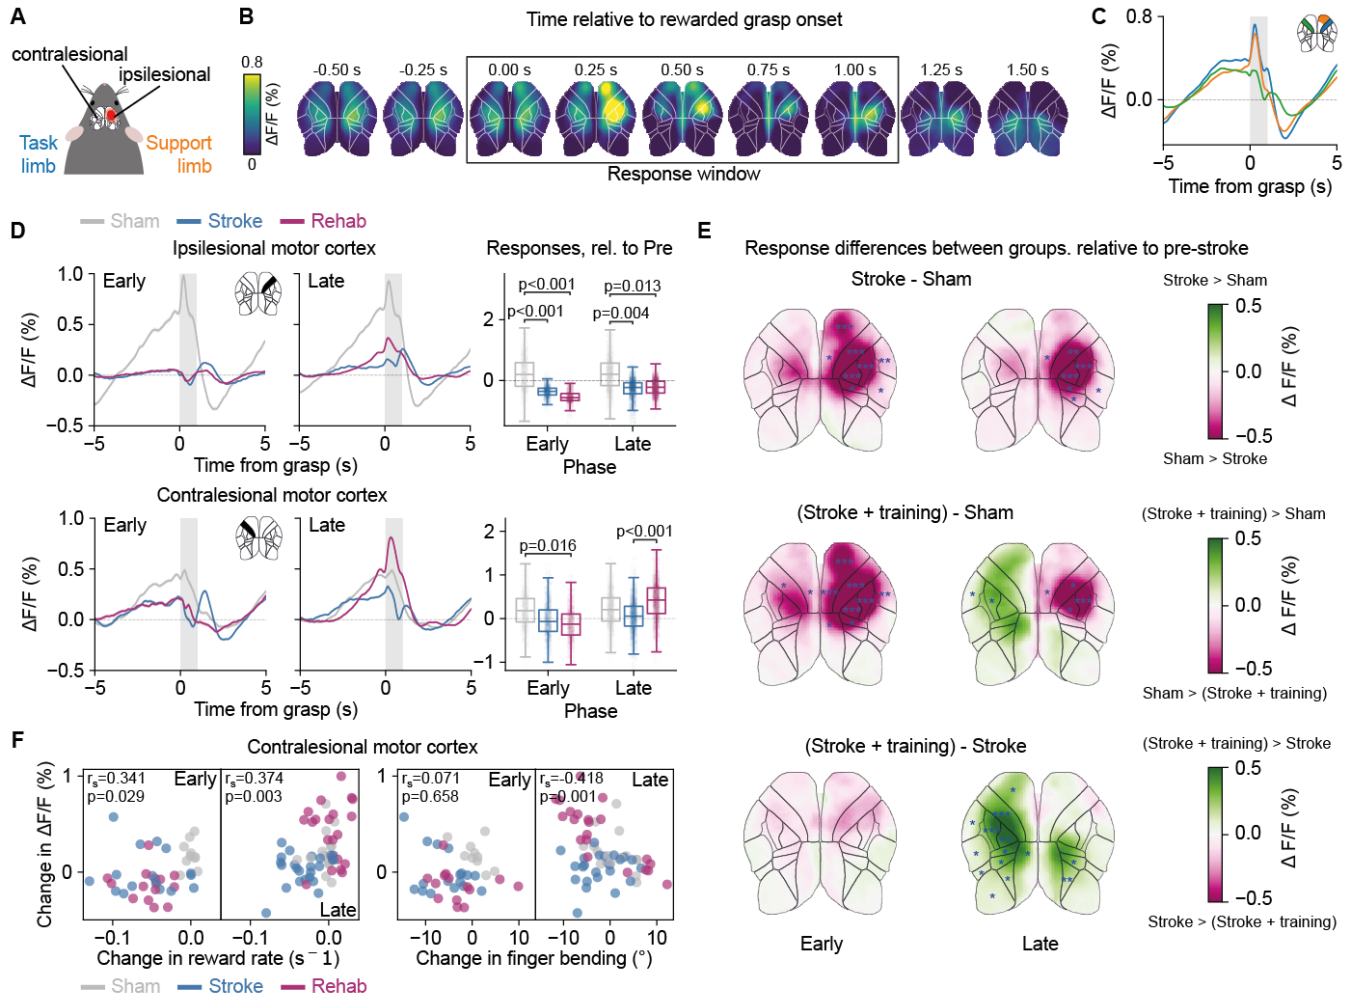 A
contralesional
ipsilesional
Task
limb
Support
limb
B
Time relative to rewarded grasp onset
0.8
0
ΔF/F (%)
-0.50 s
-0.25 s
0.00 s
0.25 s
0.50 s
0.75 s
1.00 s
1.25 s
1.50 s
Response window
C
0.8
0.0
ΔF/F (%)
−5
0
5
Time from grasp (s)
Sham
Stroke
Rehab
D
Ipsilesional motor cortex
Early
Late
1.0
0.5
0.0
−0.5
ΔF/F (%)
−5
0
5
−5
0
5
Time from grasp (s)
Responses, rel. to Pre
p<0.001
p<0.001
p=0.013
p=0.004
2
0
Early
Late
Phase
Contralesional motor cortex
Early
Late
1.0
0.5
0.0
−0.5
ΔF/F (%)
−5
0
5
−5
0
5
Time from grasp (s)
p=0.016
p<0.001
2
1
0
−1
Early
Late
Phase
E
Response differences between groups. relative to pre-stroke
Stroke - Sham
Stroke > Sham
0.5
0.0
−0.5
Δ F/F (%)
Sham > Stroke
(Stroke + training) - Sham
(Stroke + training) > Sham
0.5
0.0
−0.5
Δ F/F (%)
Sham > (Stroke + training)
(Stroke + training) - Stroke
(Stroke + training) > Stroke
0.5
0.0
−0.5
Δ F/F (%)
Stroke > (Stroke + training)
Early
Late
F
Contralesional motor cortex
Change in ΔF/F (%)
1
0
rs=0.341
p=0.029
Early
rs=0.374
p=0.003
Late
−0.1
0.0
−0.1
0.0
Change in reward rate (s⁻1)
1
0
rs=0.071
p=0.658
Early
rs=-0.418
p=0.001
Late
−10
0
10
−10
0
10
Change in finger bending (°)
Sham
Stroke
Rehab